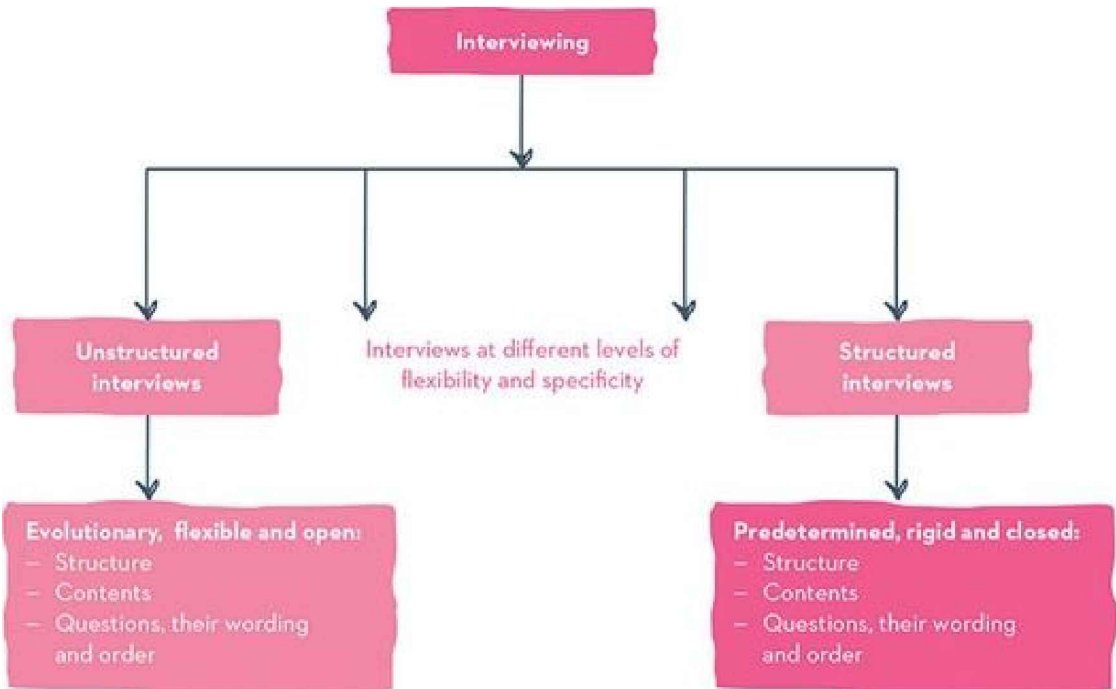 Interviewing
Unstructured
interviews
Interviews at different levels of
flexibility and specificity
Structured
interviews
Evolutionary, flexible and open:
– Structure
– Contents
– Questions, their wording
and order
Predetermined, rigid and closed:
– Structure
– Contents
– Questions, their wording
and order